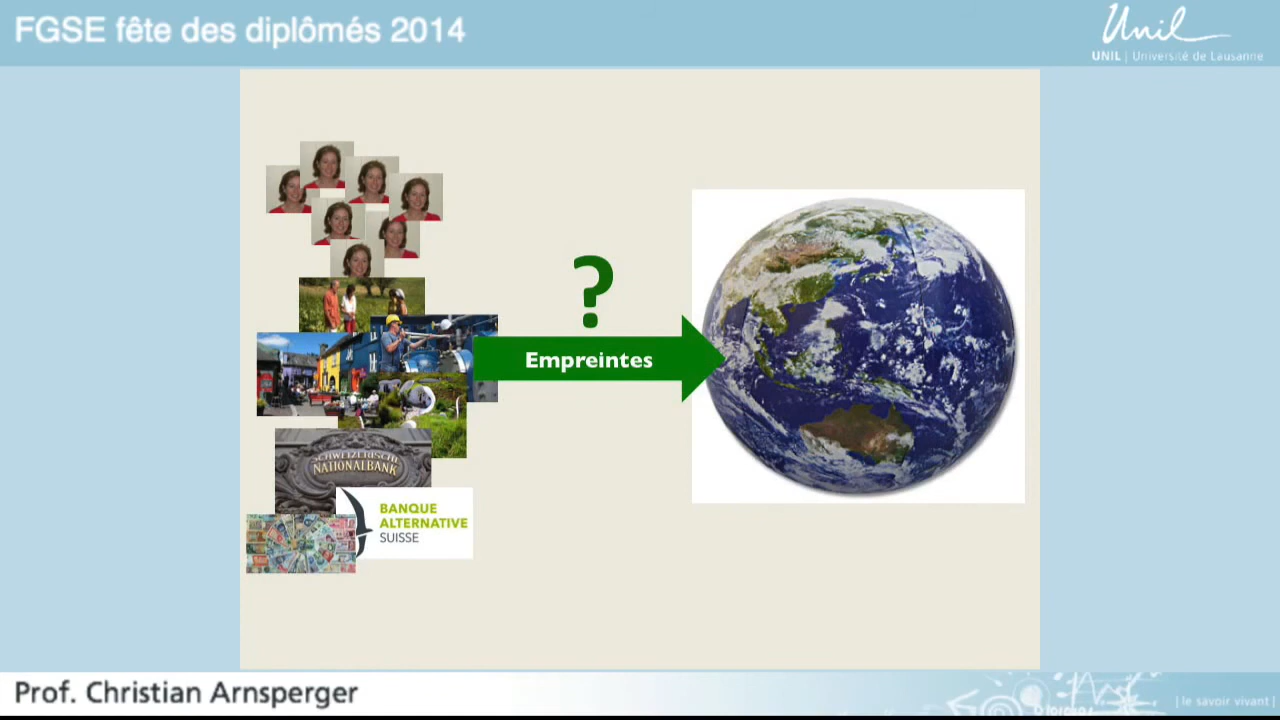 FGSE fête des diplômés 2014
Unil
UNIL | Université de Lausanne
?
Empreintes
SCHWEIZERISCHE
NATIONALBANK
BANQUE
ALTERNATIVE
SUISSE
Prof. Christian Arnsperger
| le savoir vivant |